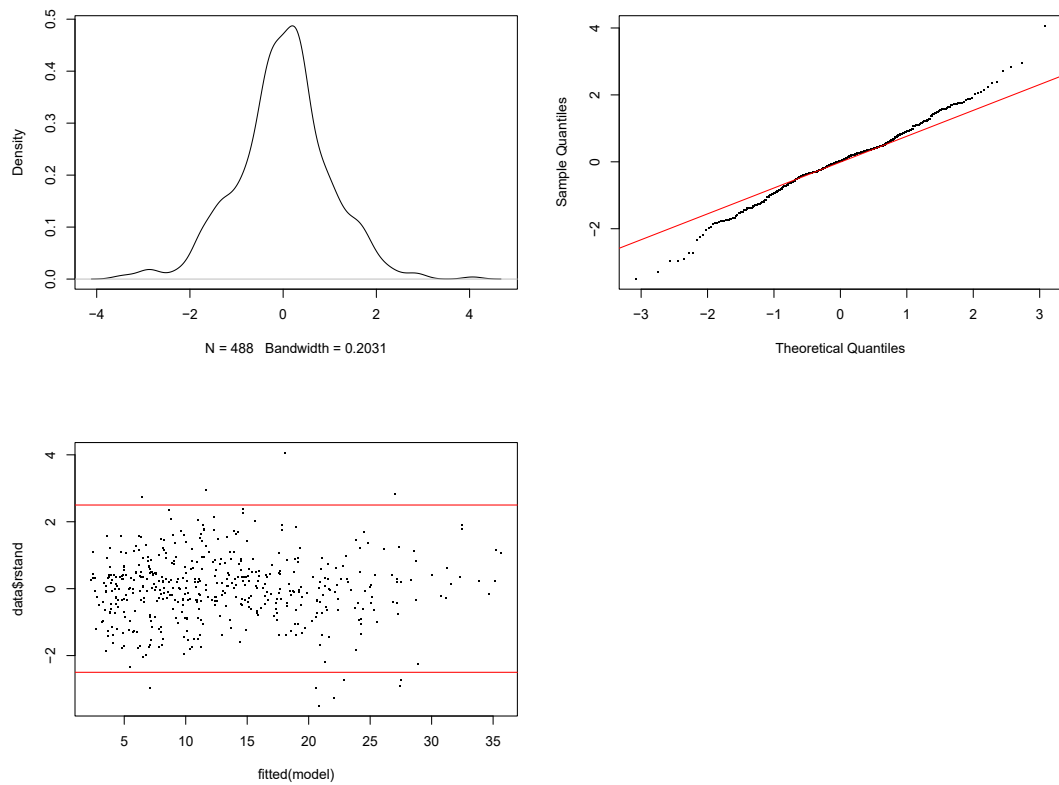 Density
0.0 0.1 0.2 0.3 0.4 0.5
−4 −2 0 2 4
N = 488 Bandwidth = 0.2031
Sample Quantiles
−2 0 2 4
−3 −2 −1 0 1 2 3
Theoretical Quantiles
data$rstand
−2 0 2 4
5 10 15 20 25 30 35
fitted(model)